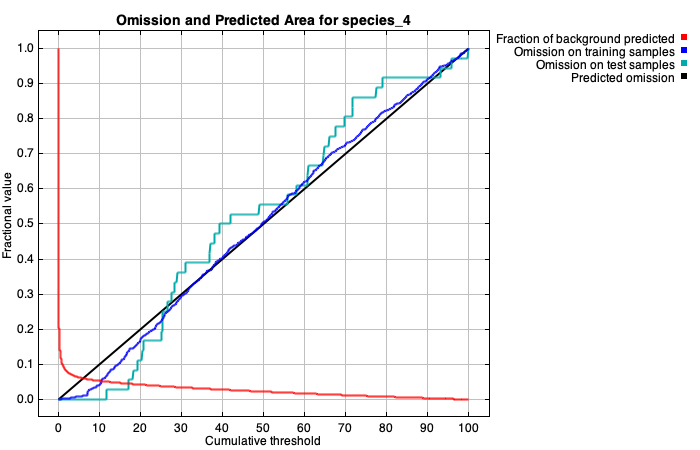 Omission and Predicted Area for species_4
Fraction of background predicted
Omission on training samples
Omission on test samples
Predicted omission
1.0
0.9
0.8
0.7
0.6
0.5
0.4
0.3
0.2
0.1
0.0
Fractional value
0 10 20 30 40 50 60 70 80 90 100
Cumulative threshold